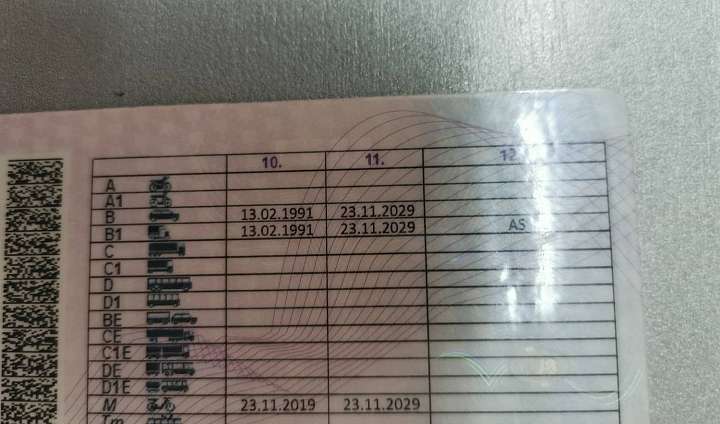 10. 11. 12.
A
A1
B 13.02.1991 23.11.2029
B1 13.02.1991 23.11.2029 AS
C
C1
D
D1
BE
CE
C1E
DE
D1E
M 23.11.2019 23.11.2029
Tm